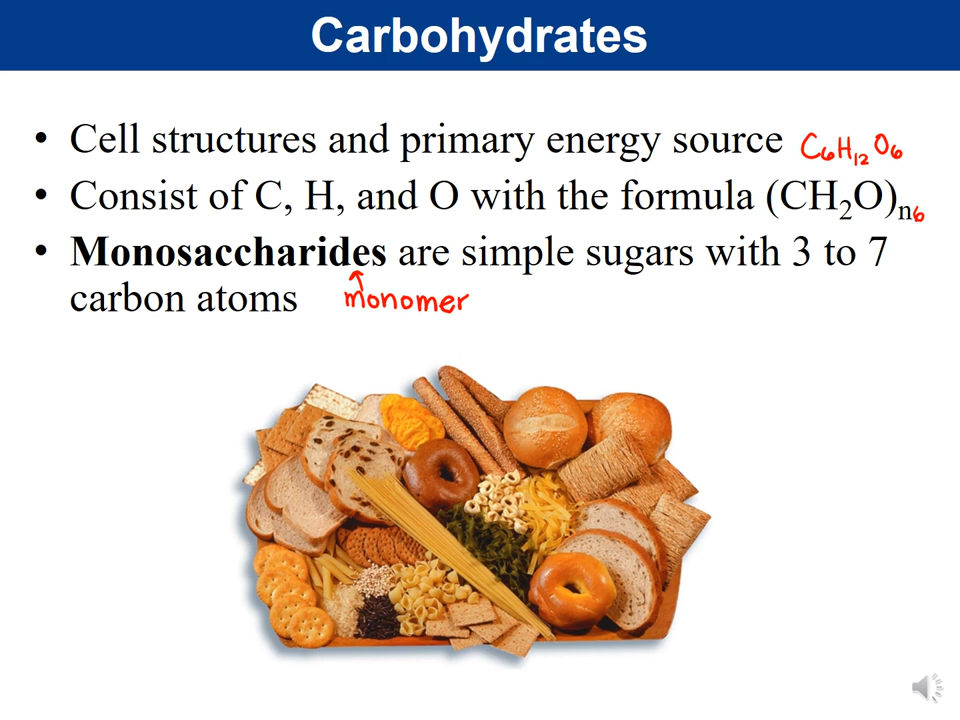 Carbohydrates
• Cell structures and primary energy source C₆H₁₂O₆
• Consist of C, H, and O with the formula (CH₂O)ₙ₆
• Monosaccharides are simple sugars with 3 to 7
carbon atoms monomer